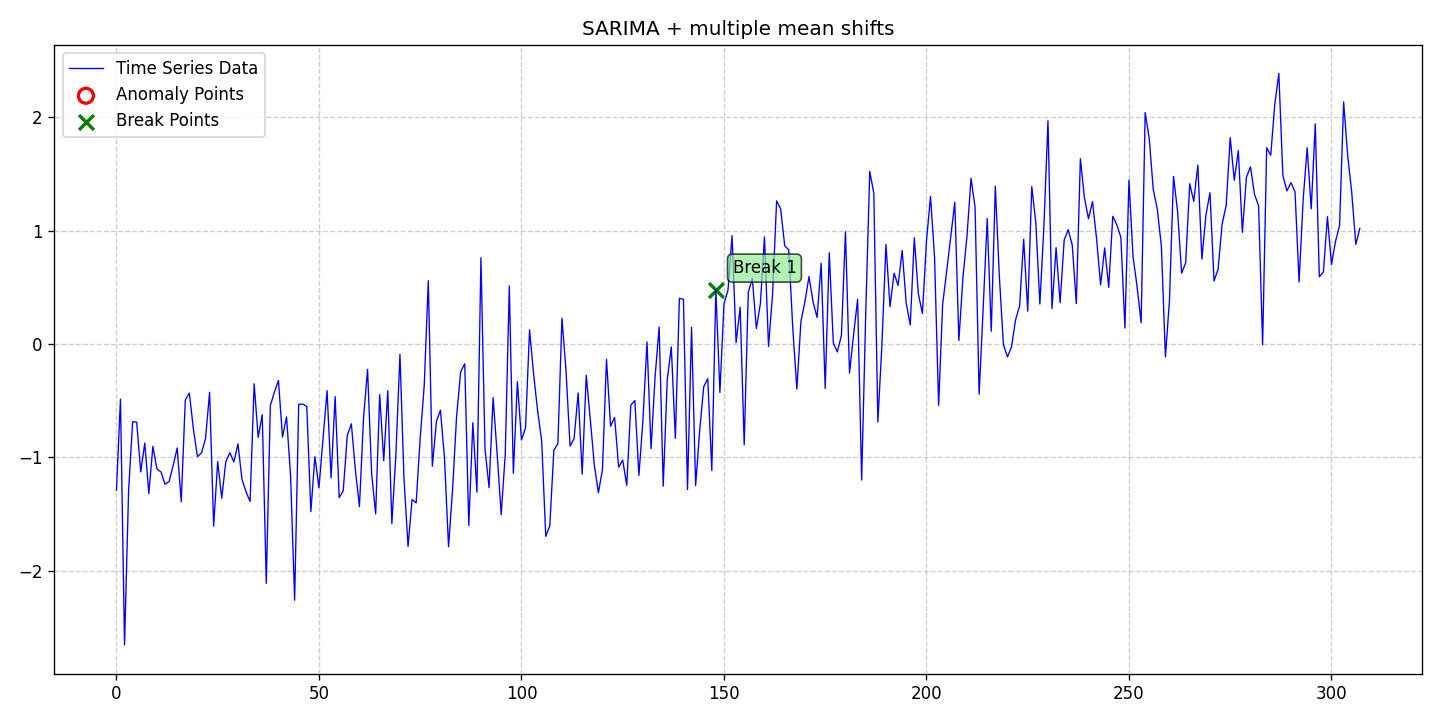 SARIMA + multiple mean shifts
Time Series Data
Anomaly Points
Break Points
Break 1
2
1
0
−1
−2
0 50 100 150 200 250 300